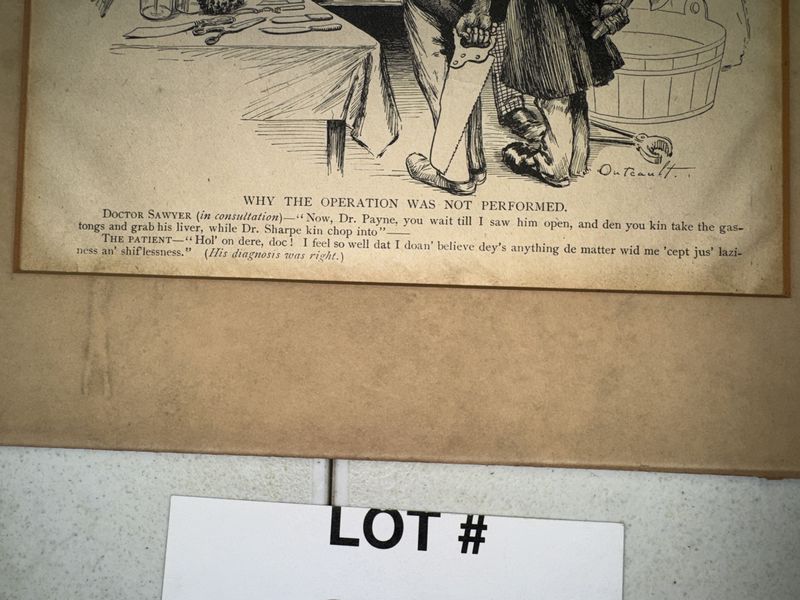 Outcault.
WHY THE OPERATION WAS NOT PERFORMED.
DOCTOR SAWYER (in consultation)—“Now, Dr. Payne, you wait till I saw him open, and den you kin take the gas-
tongs and grab his liver, while Dr. Sharpe kin chop into”——
THE PATIENT—“Hol’ on dere, doc! I feel so well dat I doan’ believe dey’s anything de matter wid me ’cept jus’ lazi-
ness an’ shif’lessness.” (His diagnosis was right.)
LOT #